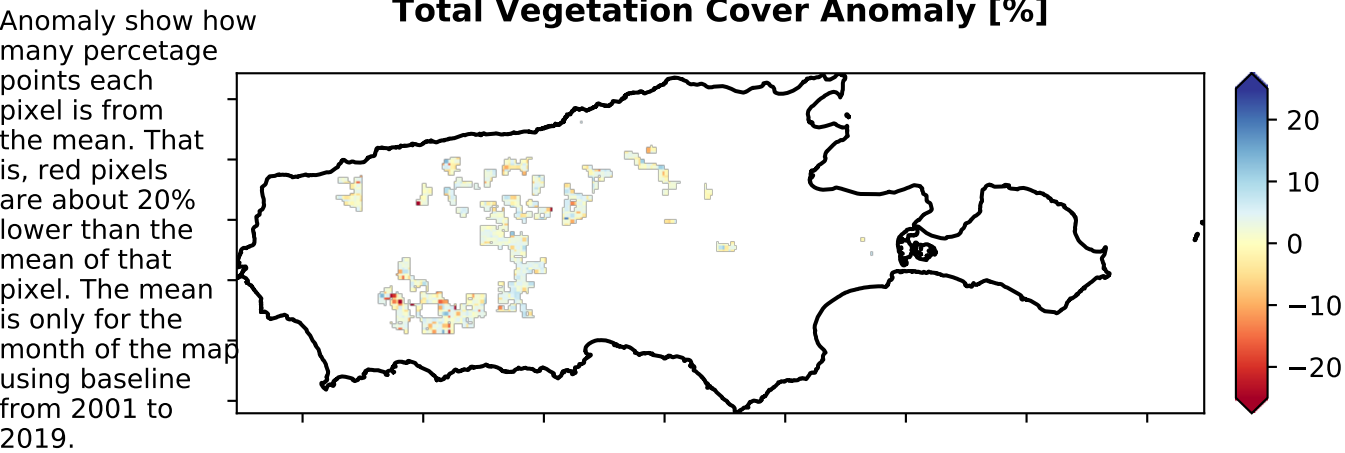 Total Vegetation Cover Anomaly [%]
Anomaly show how
many percetage
points each
pixel is from
the mean. That
is, red pixels
are about 20%
lower than the
mean of that
pixel. The mean
is only for the
month of the map
using baseline
from 2001 to
2019.
20
10
0
−10
−20